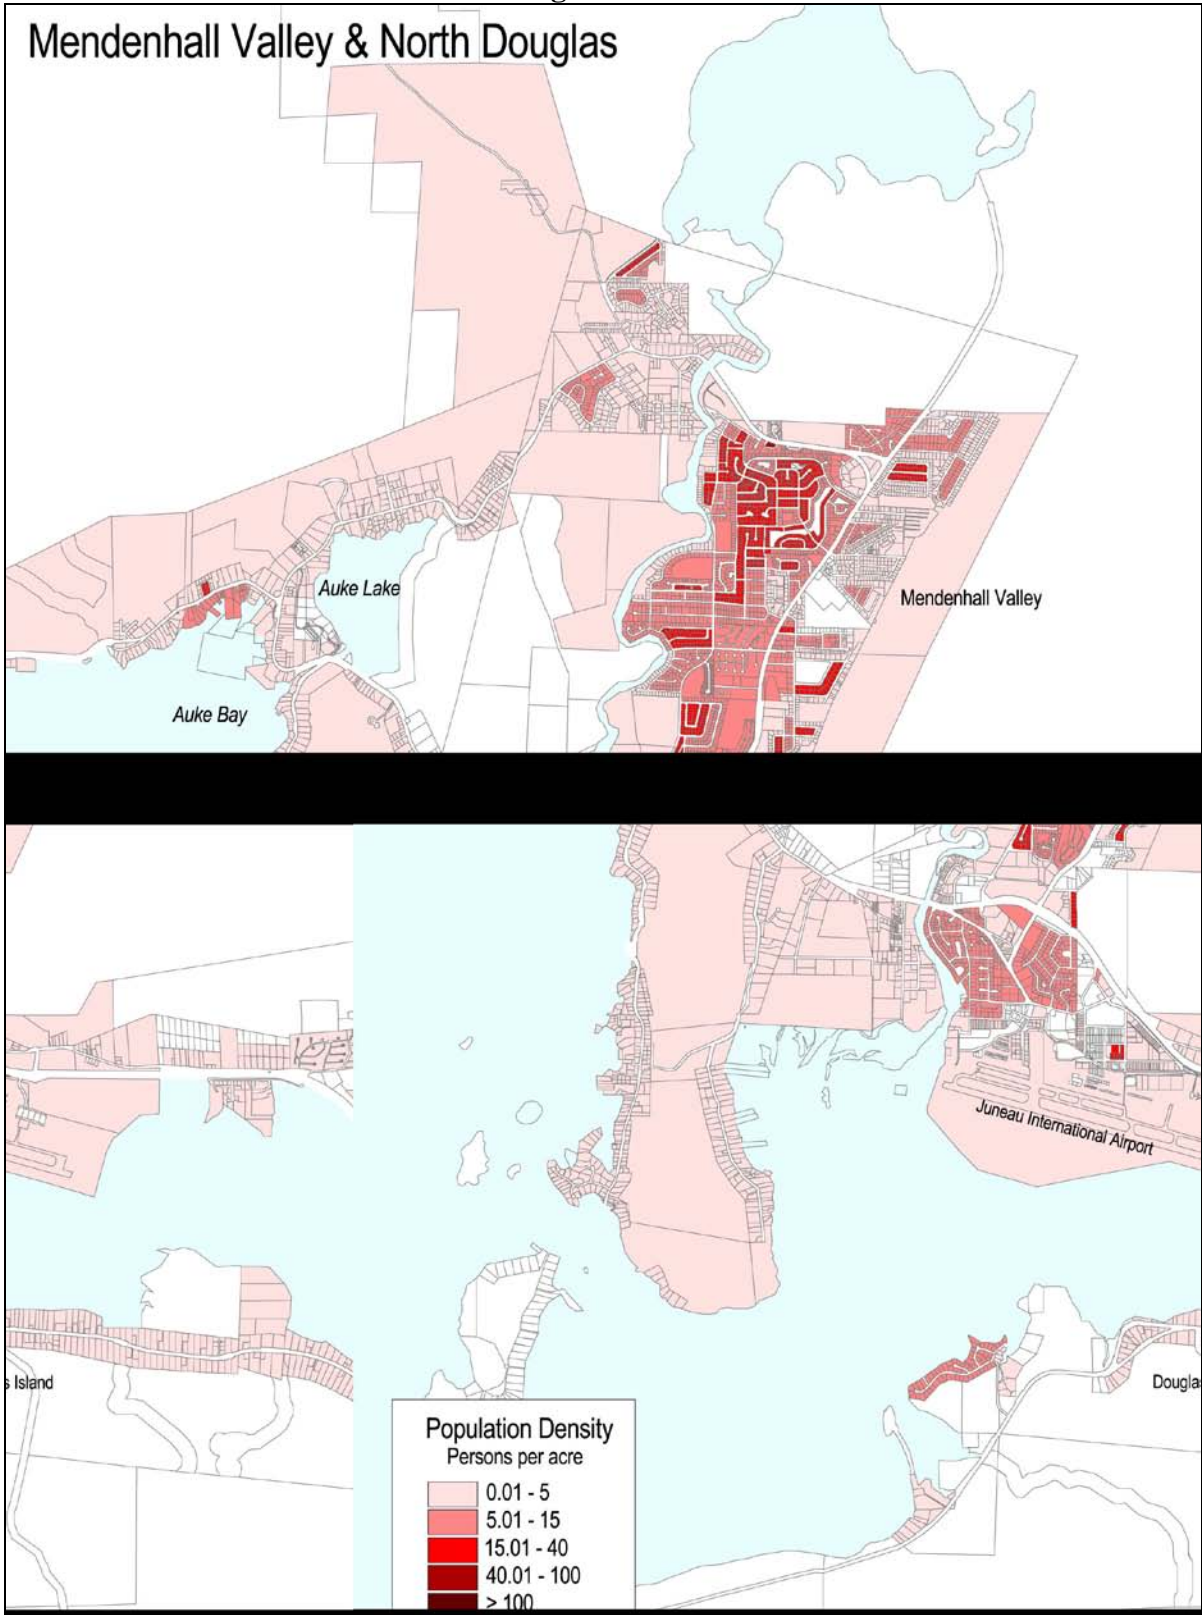 Mendenhall Valley & North Douglas
Auke Lake
Mendenhall Valley
Auke Bay
Juneau International Airport
s Island
Dougla
Population Density
Persons per acre
0.01 - 5
5.01 - 15
15.01 - 40
40.01 - 100
> 100